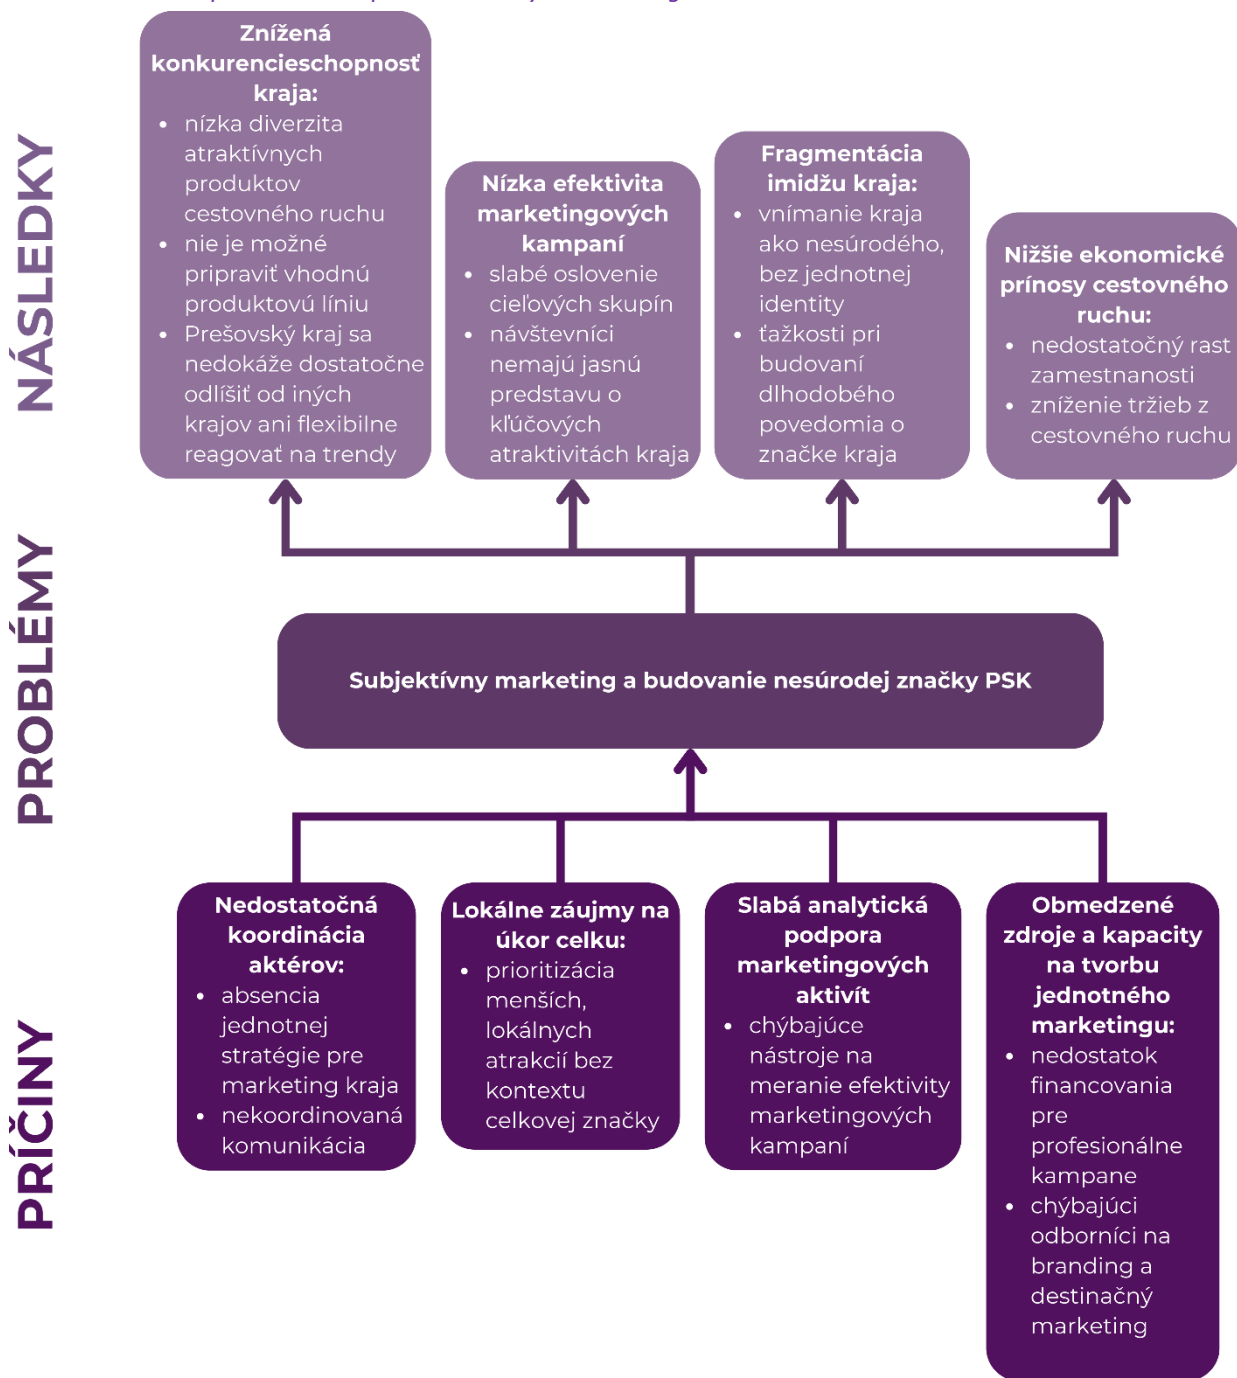 NÁSLEDKY
Znížená
konkurencieschopnosť
kraja:
• nízka diverzita
atraktívnych
produktov
cestovného ruchu
• nie je možné
pripraviť vhodnú
produktovú líniu
• Prešovský kraj sa
nedokáže dostatočne
odlíšiť od iných
krajov ani flexibilne
reagovať na trendy
Nízka efektivita
marketingových
kampaní
• slabé oslovenie
cieľových skupín
• návštevníci
nemajú jasnú
predstavu o
kľúčových
atraktivitách kraja
Fragmentácia
imidžu kraja:
• vnímanie kraja
ako nesúrodého,
bez jednotnej
identity
• ťažkosti pri
budovaní
dlhodobého
povedomia o
značke kraja
Nižšie ekonomické
prínosy cestovného
ruchu:
• nedostatočný rast
zamestnanosti
• zníženie tržieb z
cestovného ruchu
PROBLÉMY
Subjektívny marketing a budovanie nesúrodej značky PSK
PRÍČINY
Nedostatočná
koordinácia
aktérov:
• absencia
jednotnej
stratégie pre
marketing kraja
• nekoordinovaná
komunikácia
Lokálne záujmy na
úkor celku:
• prioritizácia
menších,
lokálnych
atrakcií bez
kontextu
celkovej značky
Slabá analytická
podpora
marketingových
aktivít
• chýbajúce
nástroje na
meranie efektivity
marketingových
kampaní
Obmedzené
zdroje a kapacity
na tvorbu
jednotného
marketingu:
• nedostatok
financovania
pre
profesionálne
kampane
• chýbajúci
odborníci na
branding a
destinačný
marketing